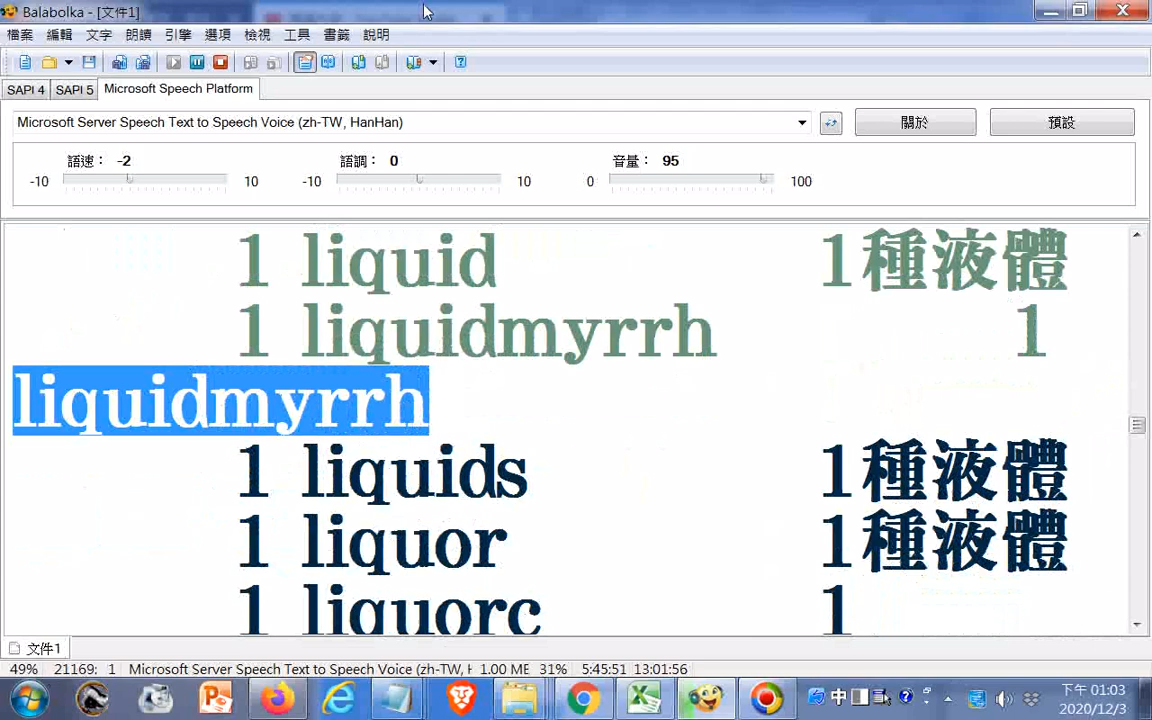 Balabolka - [文件1]
檔案 編輯 文字 朗讀 引擎 選項 檢視 工具 書籤 說明
SAPI 4 SAPI 5 Microsoft Speech Platform
Microsoft Server Speech Text to Speech Voice (zh-TW, HanHan) 關於 預設
語速： -2 語調： 0 音量： 95
-10 10 -10 10 0 100
1 liquid 1種液體
1 liquidmyrrh 1
liquidmyrrh
1 liquids 1種液體
1 liquor 1種液體
1 liquorc 1
文件1
49% 21169: 1 Microsoft Server Speech Text to Speech Voice (zh-TW, H 1.00 ME 31% 5:45:51 13:01:56
中 下午 01:03
2020/12/3